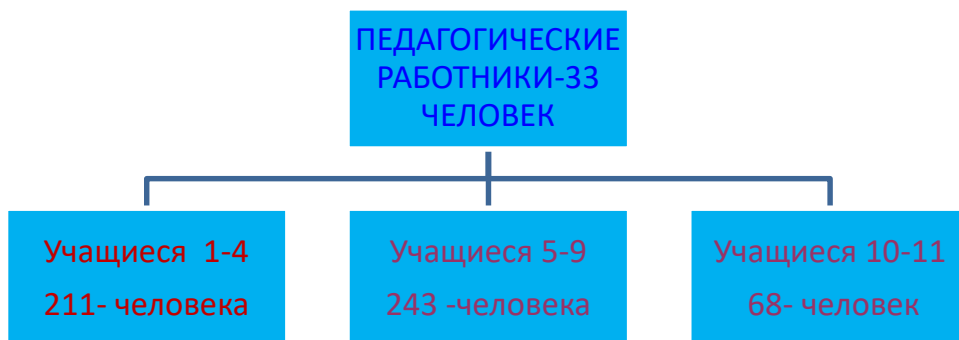 ПЕДАГОГИЧЕСКИЕ
РАБОТНИКИ-33
ЧЕЛОВЕК
Учащиеся 1-4
211- человека
Учащиеся 5-9
243 -человека
Учащиеся 10-11
68- человек